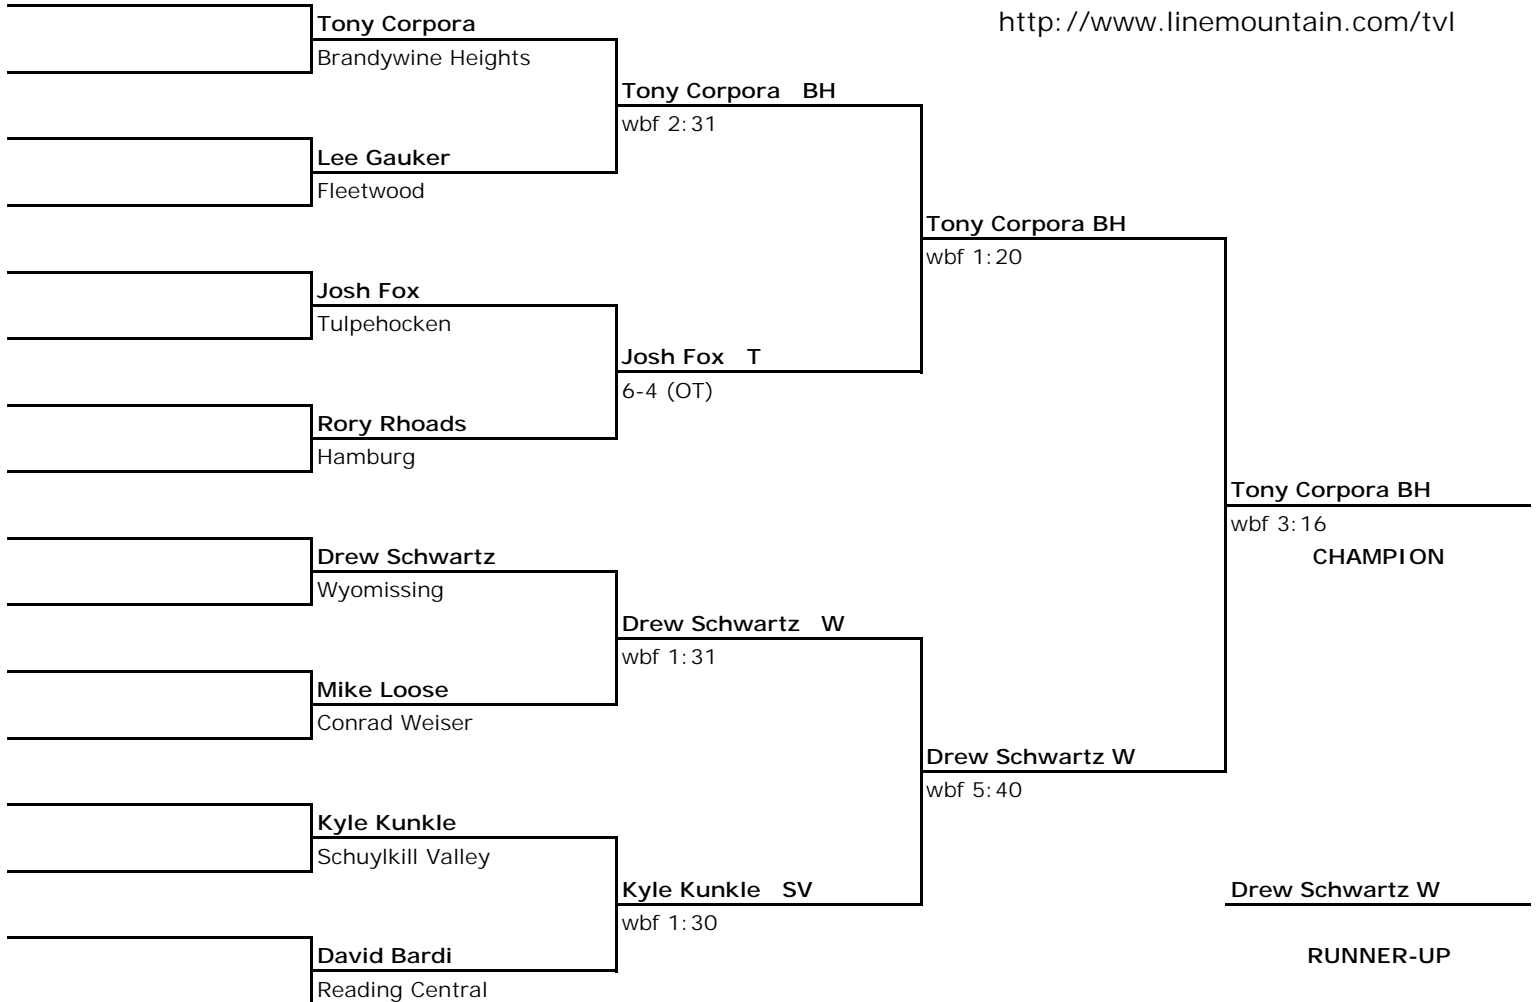 http://www.linemountain.com/tvl
Tony Corpora
Brandywine Heights
Tony Corpora BH
wbf 2:31
Lee Gauker
Fleetwood
Tony Corpora BH
wbf 1:20
Josh Fox
Tulpehocken
Josh Fox T
6-4 (OT)
Rory Rhoads
Hamburg
Tony Corpora BH
wbf 3:16
CHAMPION
Drew Schwartz
Wyomissing
Drew Schwartz W
wbf 1:31
Mike Loose
Conrad Weiser
Drew Schwartz W
wbf 5:40
Kyle Kunkle
Schuylkill Valley
Kyle Kunkle SV
wbf 1:30
Drew Schwartz W
RUNNER-UP
David Bardi
Reading Central